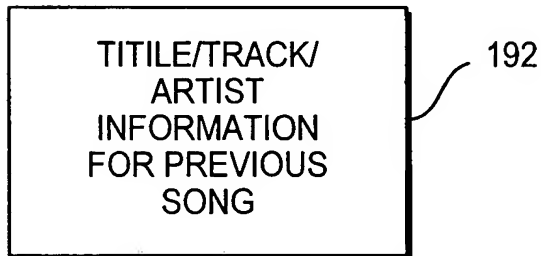 TITILE/TRACK/
ARTIST
INFORMATION
FOR PREVIOUS
SONG
192